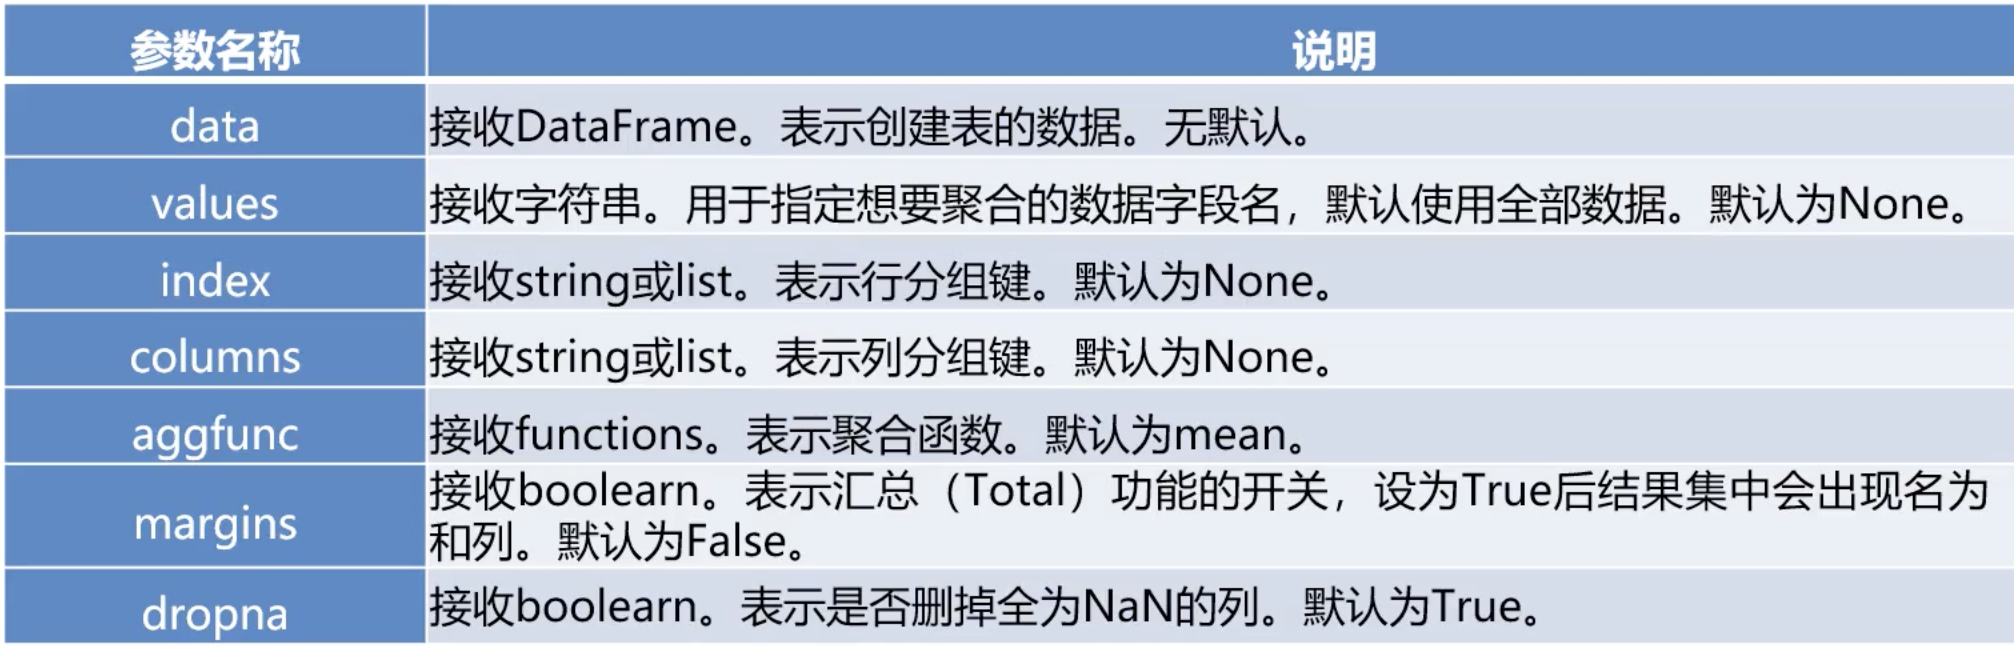 参数名称 说明
data 接收DataFrame。表示创建表的数据。无默认。
values 接收字符串。用于指定想要聚合的数据字段名，默认使用全部数据。默认为None。
index 接收string或list。表示行分组键。默认为None。
columns 接收string或list。表示列分组键。默认为None。
aggfunc 接收functions。表示聚合函数。默认为mean。
margins 接收boolearn。表示汇总（Total）功能的开关，设为True后结果集中会出现名为
和列。默认为False。
dropna 接收boolearn。表示是否删掉全为NaN的列。默认为True。